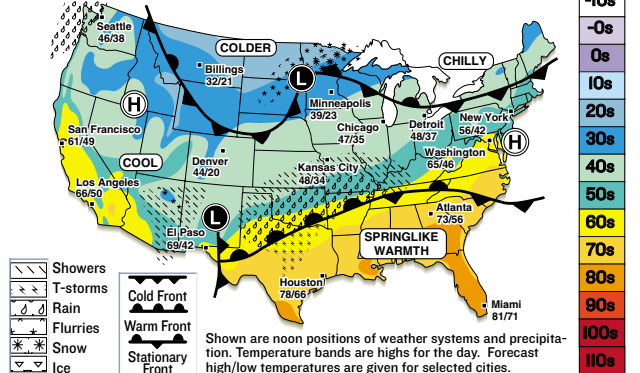 -10s
-0s
0s
10s
20s
30s
40s
50s
60s
70s
80s
90s
100s
110s
Seattle
46/38
COLDER
CHILLY
Billings
32/21
L
H
Minneapolis
39/23
Chicago
47/35
Detroit
48/37
New York
56/42
H
San Francisco
61/49
Washington
65/46
COOL
Denver
44/20
Kansas City
48/34
Los Angeles
66/50
L
El Paso
69/42
Atlanta
73/56
SPRINGLIKE
WARMTH
Houston
78/66
Miami
81/71
Showers
T-storms
Rain
Flurries
Snow
Ice
Cold Front
Warm Front
Stationary
Front
Shown are noon positions of weather systems and precipita-
tion. Temperature bands are highs for the day. Forecast
high/low temperatures are given for selected cities.